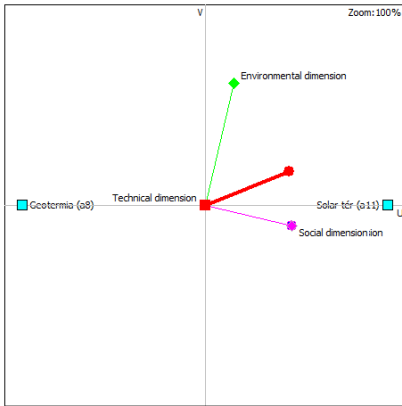 V
Zoom:100%
Environmental dimension
Technical dimension
Geotermia (a8)
Solar tér (a11)
U
Social dimensionion